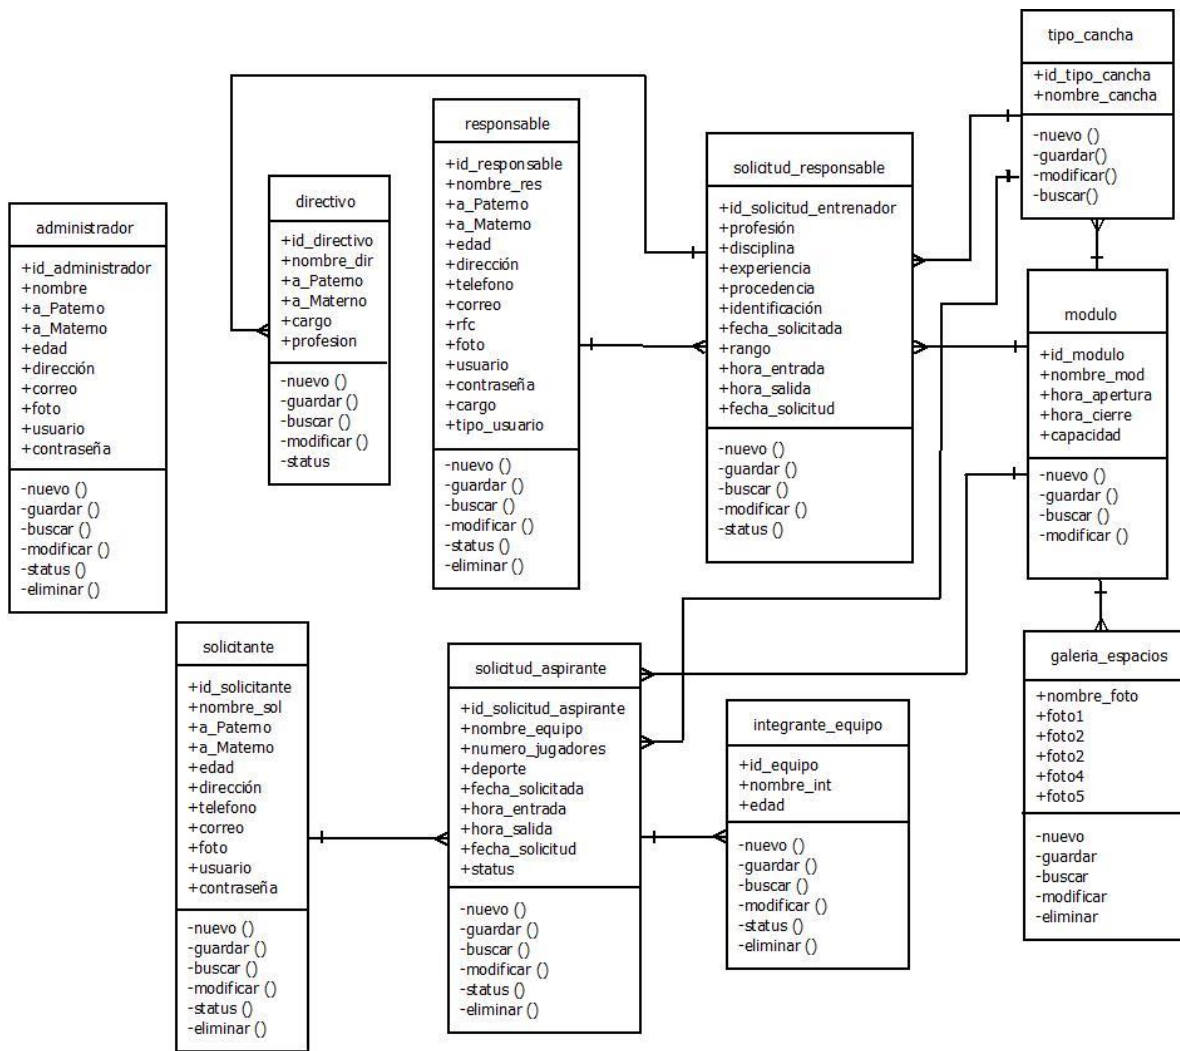 administrador
+id_administrador
+nombre
+a_Paterno
+a_Materno
+edad
+dirección
+correo
+foto
+usuario
+contraseña
-nuevo ()
-guardar ()
-buscar ()
-modificar ()
-status ()
-eliminar ()
directivo
+id_directivo
+nombre_dir
+a_Paterno
+a_Materno
+cargo
+profesion
-nuevo ()
-guardar ()
-buscar ()
-modificar ()
-status
responsable
+id_responsable
+nombre_res
+a_Paterno
+a_Materno
+edad
+dirección
+telefono
+correo
+rfc
+foto
+usuario
+contraseña
+cargo
+tipo_usuario
-nuevo ()
-guardar ()
-buscar ()
-modificar ()
-status ()
-eliminar ()
solicitud_responsable
+id_solicitud_entrenador
+profesión
+disciplina
+experiencia
+procedencia
+identificación
+fecha_solicitada
+rango
+hora_entrada
+hora_salida
+fecha_solicitud
-nuevo ()
-guardar ()
-buscar ()
-modificar ()
-status ()
tipo_cancha
+id_tipo_cancha
+nombre_cancha
-nuevo ()
-guardar()
-modificar()
-buscar()
modulo
+id_modulo
+nombre_mod
+hora_apertura
+hora_cierre
+capacidad
-nuevo ()
-guardar ()
-buscar ()
-modificar ()
solicitante
+id_solicitante
+nombre_sol
+a_Paterno
+a_Materno
+edad
+dirección
+telefono
+correo
+foto
+usuario
+contraseña
-nuevo ()
-guardar ()
-buscar ()
-modificar ()
-status ()
-eliminar ()
solicitud_aspirante
+id_solicitud_aspirante
+nombre_equipo
+numero_jugadores
+deporte
+fecha_solicitada
+hora_entrada
+hora_salida
+fecha_solicitud
+status
-nuevo ()
-guardar ()
-buscar ()
-modificar ()
-status ()
-eliminar ()
integrante_equipo
+id_equipo
+nombre_int
+edad
-nuevo ()
-guardar ()
-buscar ()
-modificar ()
-status ()
-eliminar ()
galeria_espacios
+nombre_foto
+foto1
+foto2
+foto2
+foto4
+foto5
-nuevo
-guardar
-buscar
-modificar
-eliminar